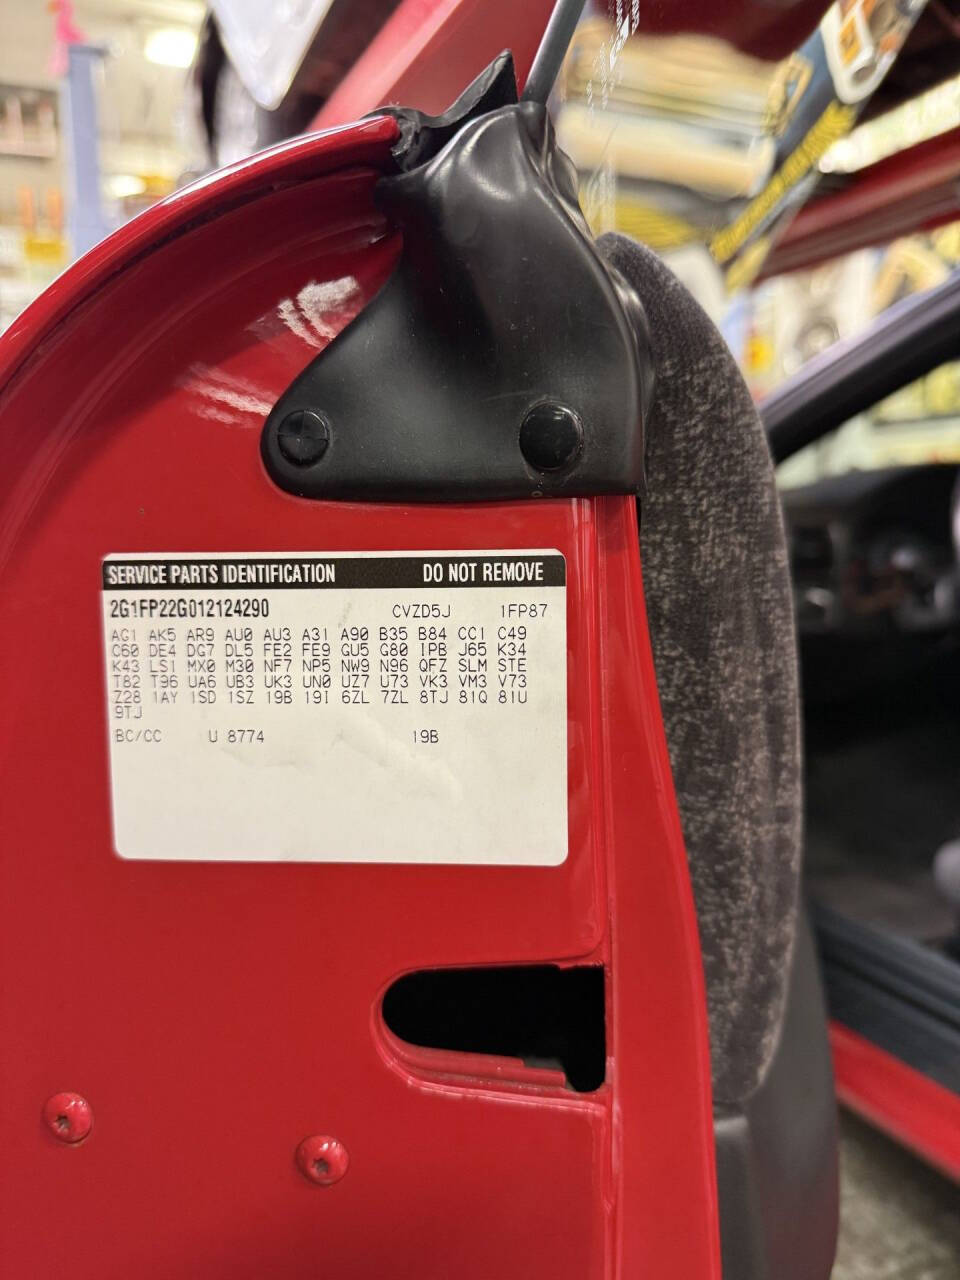 SERVICE PARTS IDENTIFICATION DO NOT REMOVE
2G1FP22G012124290 CVZD5J 1FP87
AG1 AK5 AR9 AU0 AU3 A31 A90 B35 B84 CC1 C49
C60 DE4 DG7 DL5 FE2 FE9 GU5 G80 IPB J65 K34
K43 LS1 MX0 M30 NF7 NP5 NW9 N96 QFZ SLM STE
T82 T96 UA6 UB3 UK3 UN0 UZ7 U73 VK3 VM3 V73
Z28 1AY 1SD 1SZ 19B 19I 6ZL 7ZL 8TJ 81Q 81U
9TJ
BC/CC U 8774 19B